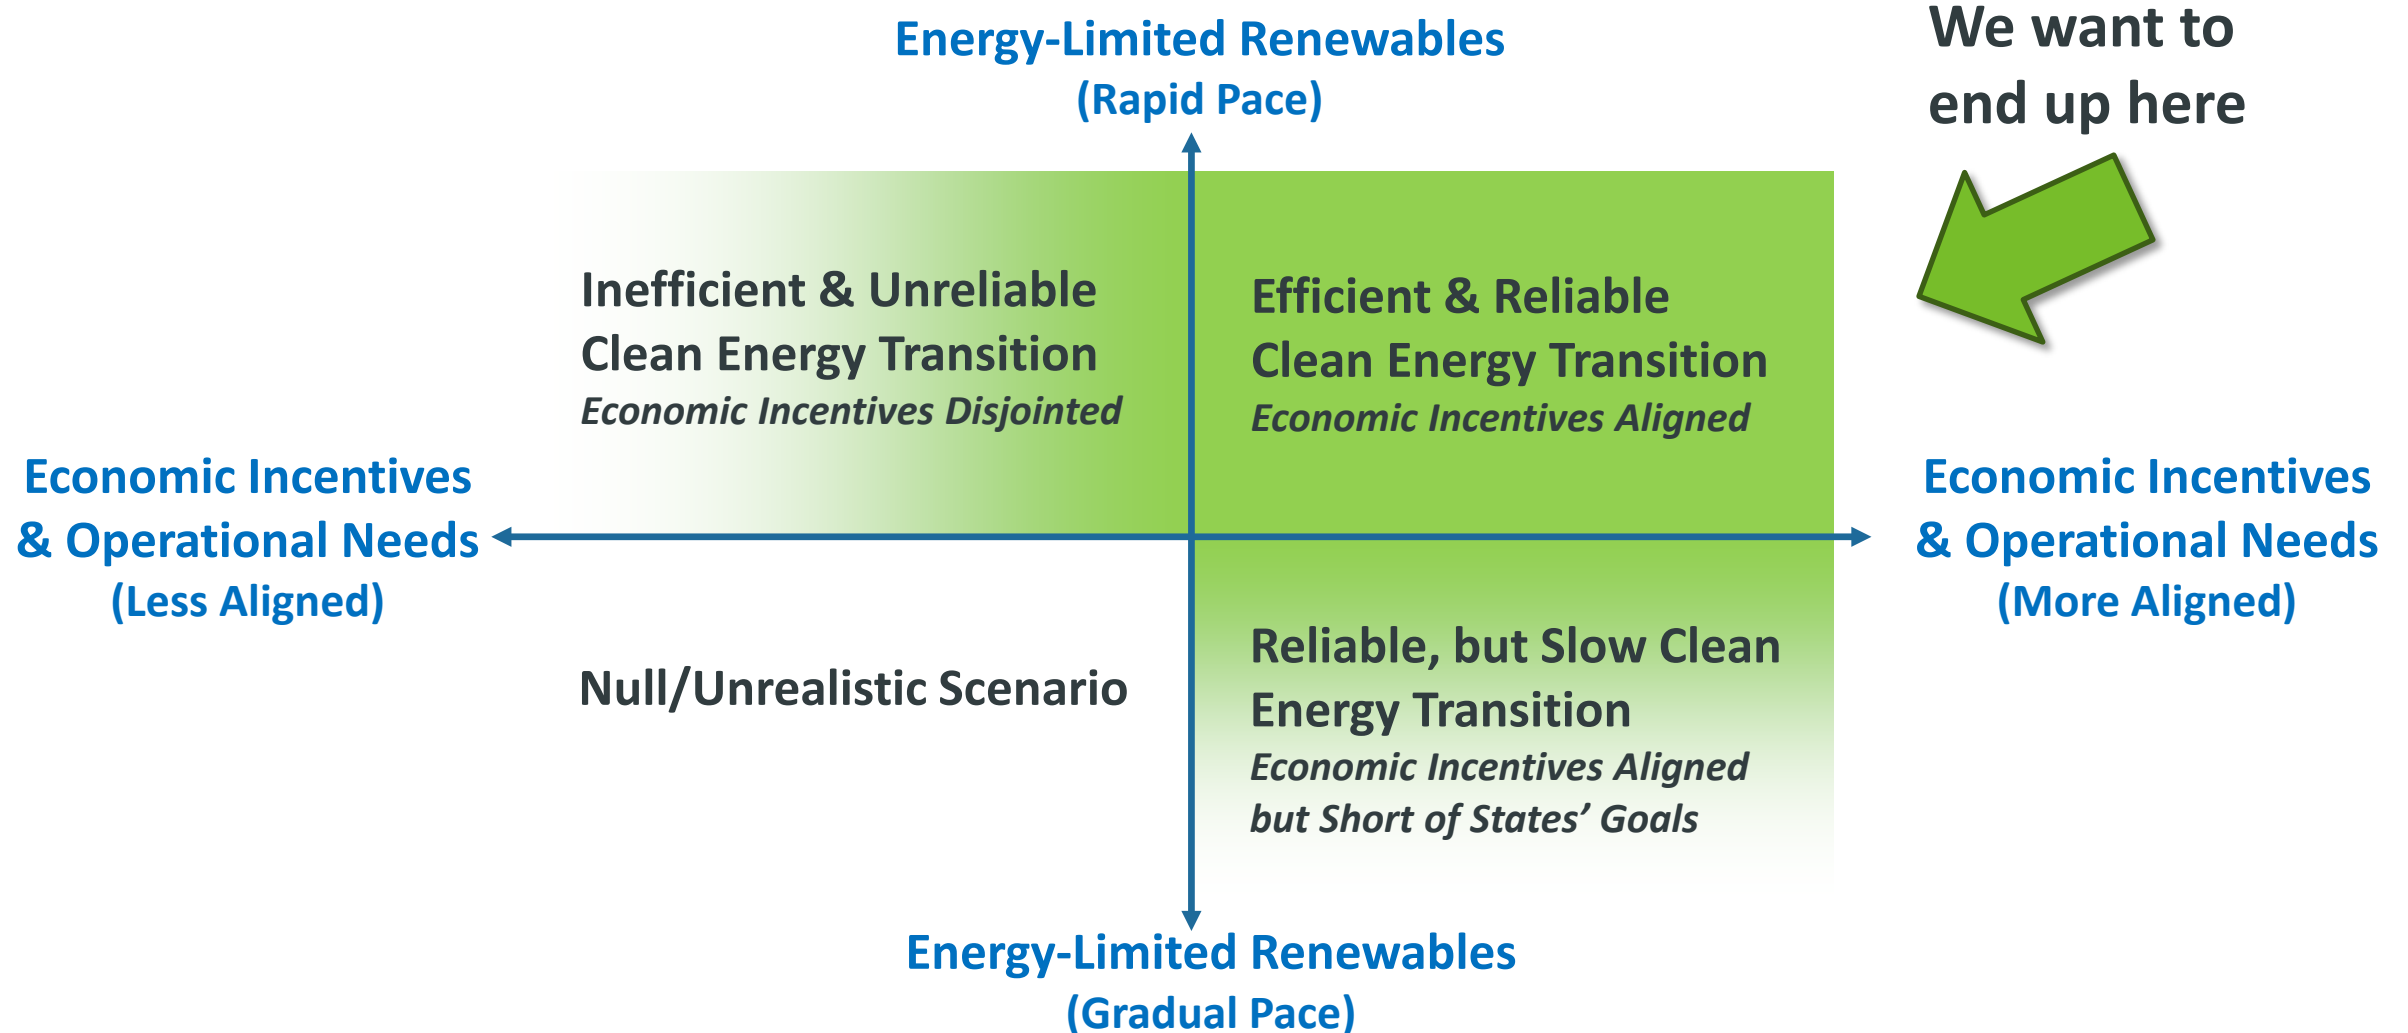 Energy-Limited Renewables
(Rapid Pace)
We want to
end up here
Inefficient & Unreliable
Clean Energy Transition
Economic Incentives Disjointed
Efficient & Reliable
Clean Energy Transition
Economic Incentives Aligned
Economic Incentives
& Operational Needs
(Less Aligned)
Economic Incentives
& Operational Needs
(More Aligned)
Null/Unrealistic Scenario
Reliable, but Slow Clean
Energy Transition
Economic Incentives Aligned
but Short of States’ Goals
Energy-Limited Renewables
(Gradual Pace)